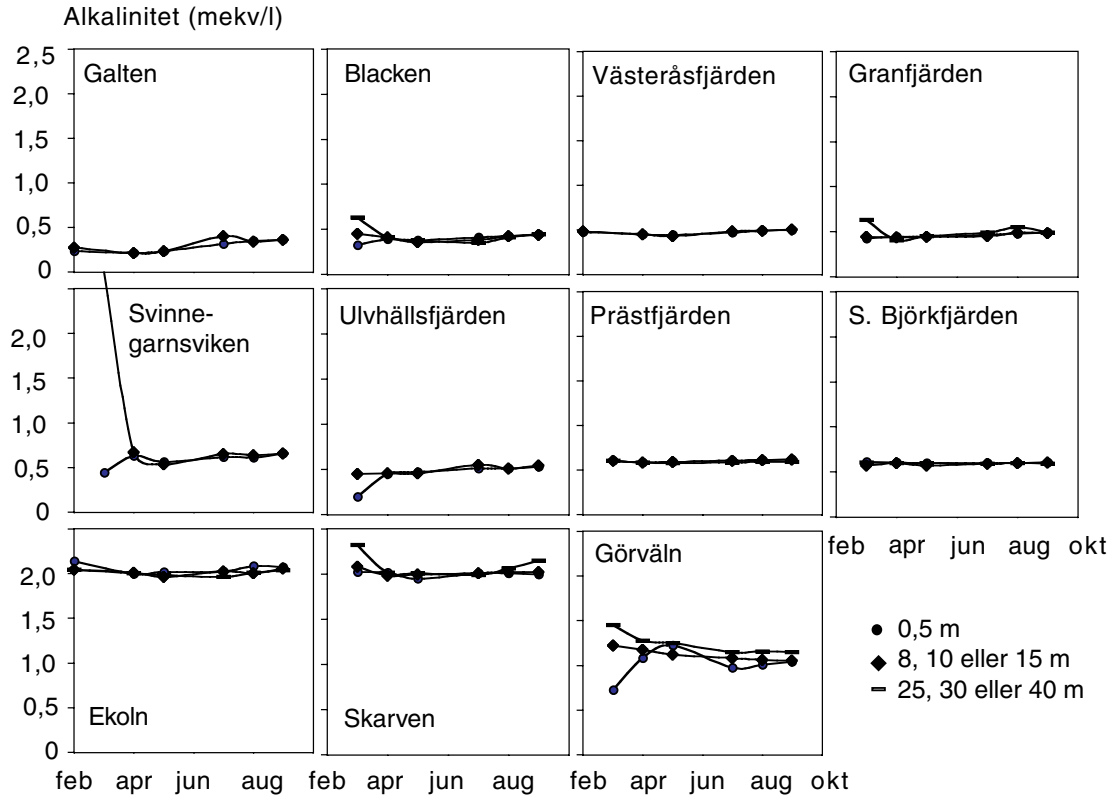 Alkalinitet (mekv/l)
2,5
2,0
1,5
1,0
0,5
0
Galten
Blacken
Västeråsfjärden
Granfjärden
2,0
1,5
1,0
0,5
0
Svinne-
garnsviken
Ulvhällsfjärden
Prästfjärden
S. Björkfjärden
feb apr jun aug okt
2,0
1,5
1,0
0,5
0
Ekoln
Skarven
Görväln
0,5 m
8, 10 eller 15 m
25, 30 eller 40 m
feb apr jun aug feb apr jun aug feb apr jun aug okt